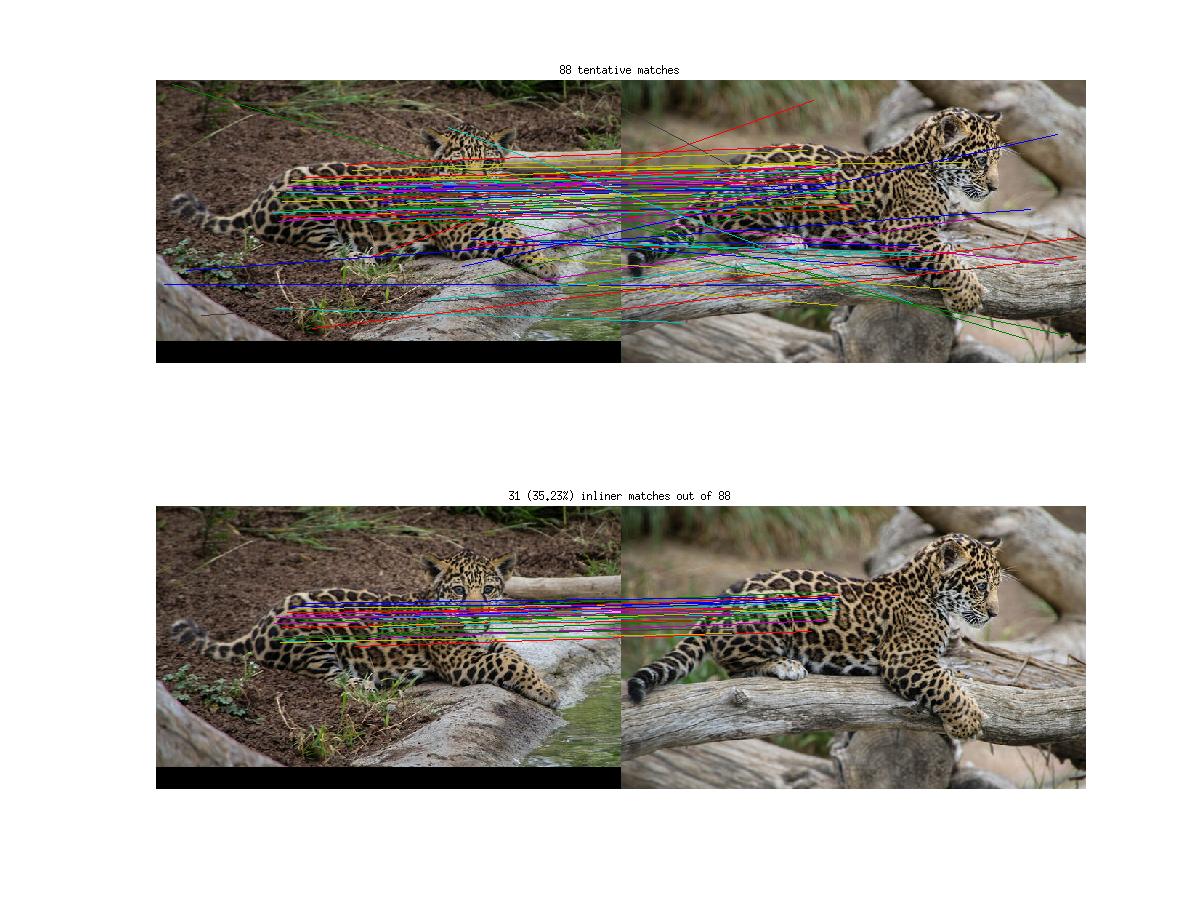 88 tentative matches
31 (35.23%) inliner matches out of 88